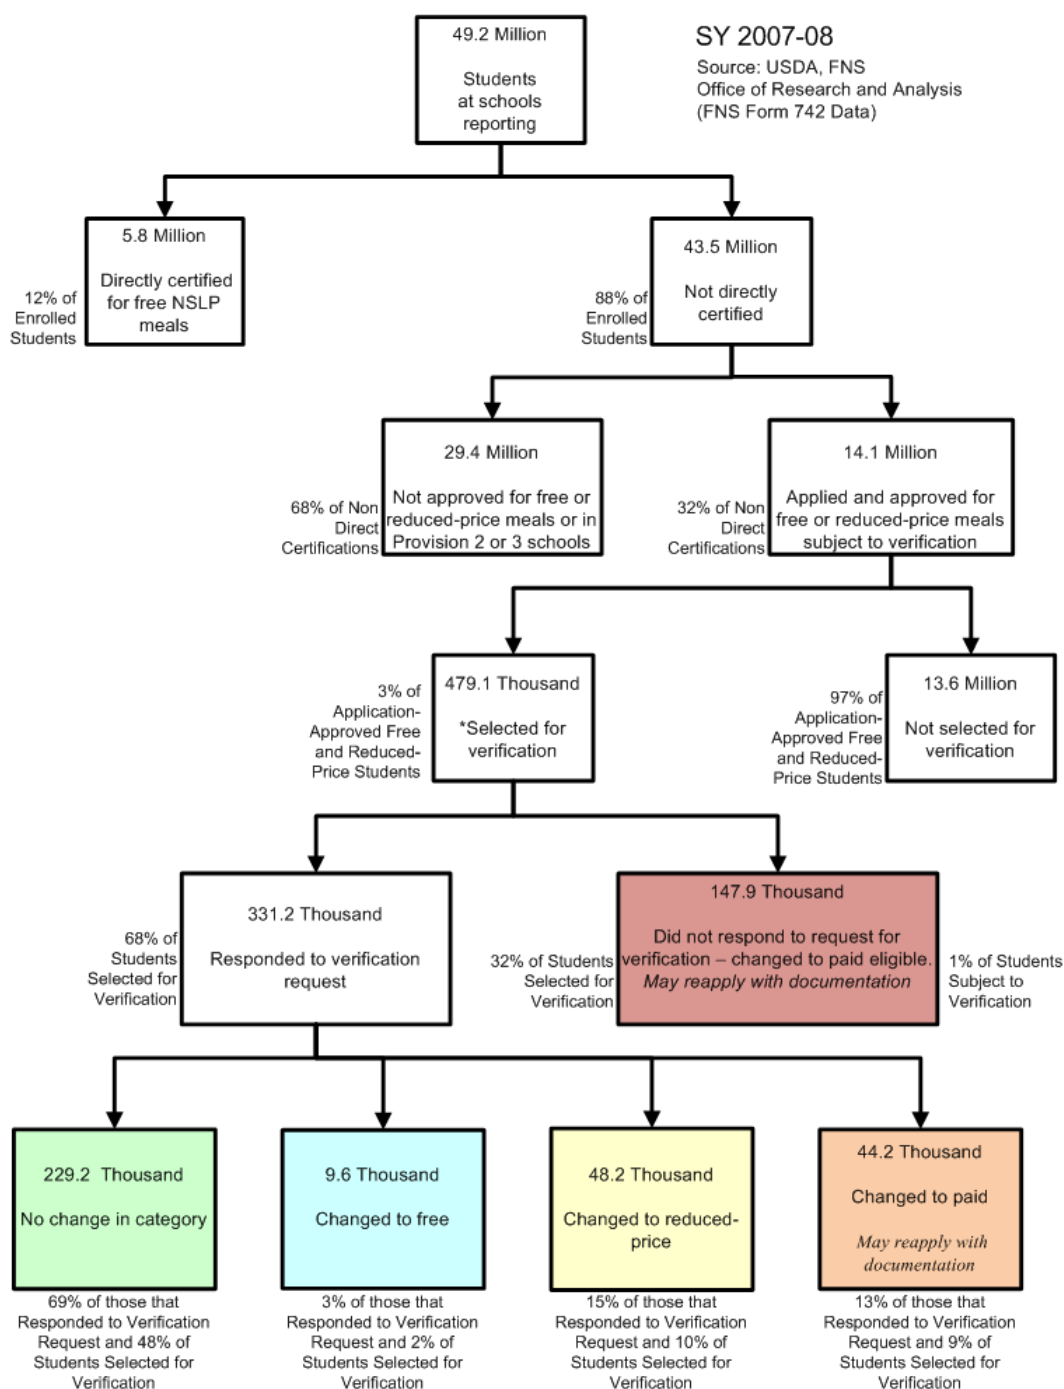 49.2 Million
Students
at schools
reporting
SY 2007-08
Source: USDA, FNS
Office of Research and Analysis
(FNS Form 742 Data)
5.8 Million
Directly certified
for free NSLP
meals
12% of
Enrolled
Students
43.5 Million
Not directly
certified
88% of
Enrolled
Students
29.4 Million
Not approved for free or
reduced-price meals or in
Provision 2 or 3 schools
68% of Non
Direct
Certifications
14.1 Million
Applied and approved for
free or reduced-price meals
subject to verification
32% of Non
Direct
Certifications
479.1 Thousand
*Selected for
verification
3% of
Application-
Approved Free
and Reduced-
Price Students
13.6 Million
Not selected for
verification
97% of
Application-
Approved Free
and Reduced-
Price Students
331.2 Thousand
Responded to verification
request
68% of
Students
Selected for
Verification
147.9 Thousand
Did not respond to request for
verification – changed to paid eligible.
May reapply with documentation
32% of Students
Selected for
Verification
1% of Students
Subject to
Verification
229.2 Thousand
No change in category
69% of those that
Responded to Verification
Request and 48% of
Students Selected for
Verification
9.6 Thousand
Changed to free
3% of those that
Responded to Verification
Request and 2% of
Students Selected for
Verification
48.2 Thousand
Changed to reduced-
price
15% of those that
Responded to Verification
Request and 10% of
Students Selected for
Verification
44.2 Thousand
Changed to paid
May reapply with
documentation
13% of those that
Responded to Verification
Request and 9% of
Students Selected for
Verification